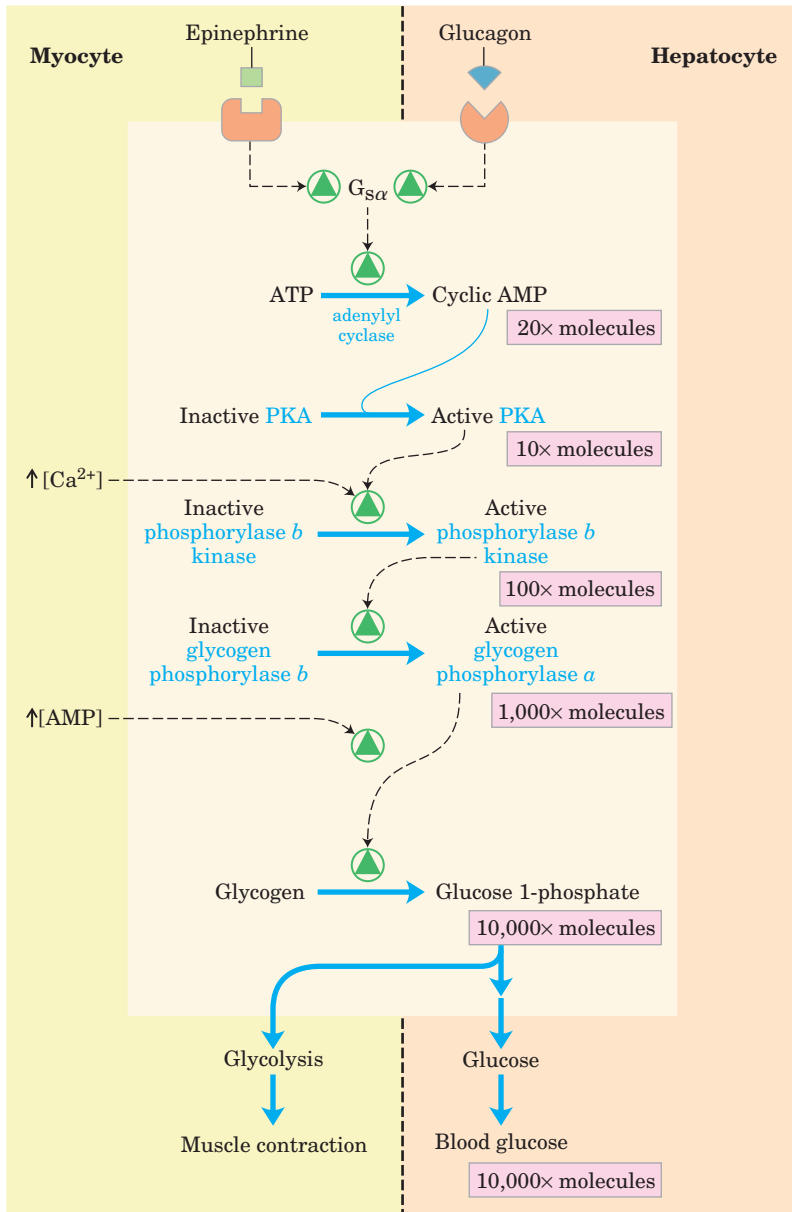 Epinephrine
Glucagon
Myocyte
Hepatocyte
Gsα
ATP
Cyclic AMP
adenylyl
cyclase
20× molecules
Inactive PKA
Active PKA
10× molecules
↑[Ca2+]
Inactive
phosphorylase b
kinase
Active
phosphorylase b
kinase
100× molecules
Inactive
glycogen
phosphorylase b
Active
glycogen
phosphorylase a
1,000× molecules
↑[AMP]
Glycogen
Glucose 1-phosphate
10,000× molecules
Glycolysis
Glucose
Muscle contraction
Blood glucose
10,000× molecules